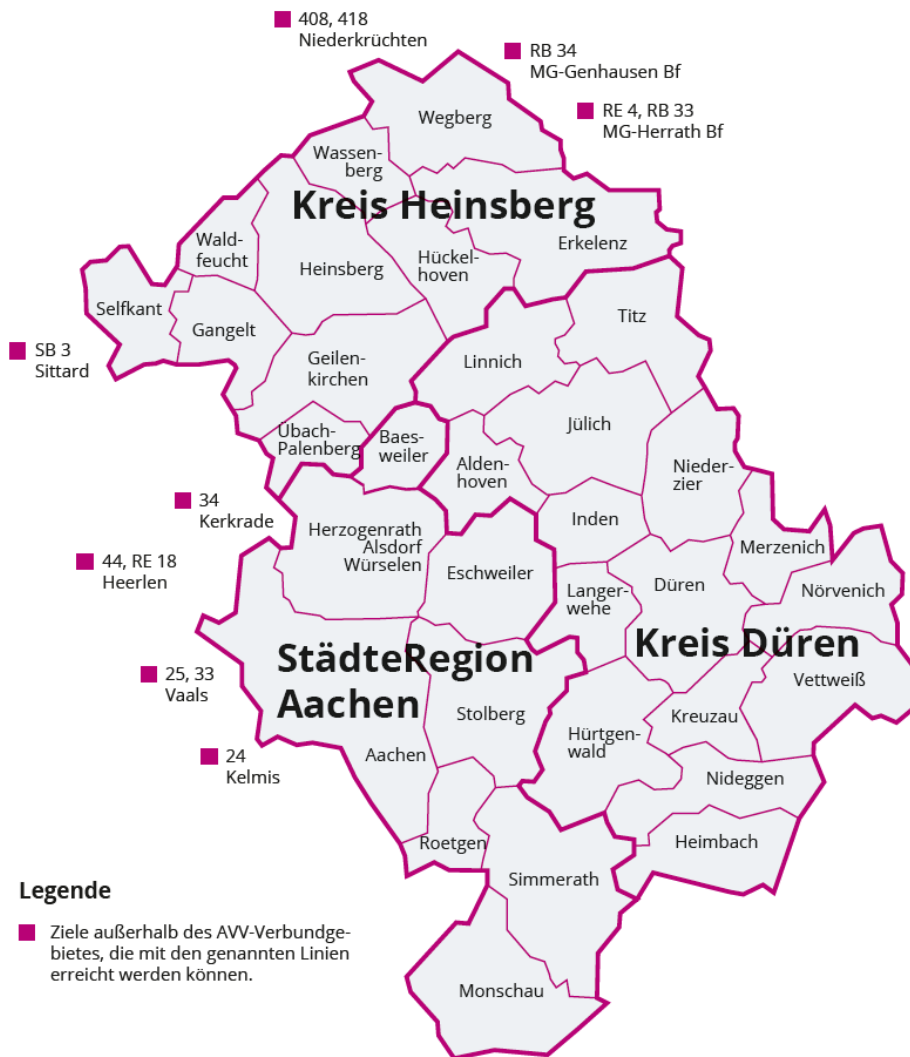 408, 418
Niederkrüchten
RB 34
MG-Genhausen Bf
RE 4, RB 33
MG-Herrath Bf
Wegberg
Wassen-
berg
Kreis Heinsberg
Erkelenz
Wald-
feucht
Heinsberg
Hückel-
hoven
Selfkant
Gangelt
Titz
SB 3
Sittard
Geilen-
kirchen
Linnich
Übach-
Palenberg
Baes-
weiler
Jülich
Alden-
hoven
Nieder-
zier
34
Kerkrade
Herzogenrath
Alsdorf
Würselen
Inden
Merzenich
44, RE 18
Heerlen
Eschweiler
Langer-
wehe
Düren
Nörvenich
StädteRegion
Aachen
Kreis Düren
25, 33
Vaals
Stolberg
Vettweiß
Kreuzau
Hürtgen-
wald
24
Kelmis
Aachen
Nideggen
Roetgen
Heimbach
Simmerath
Monschau
Legende
Ziele außerhalb des AVV-Verbundge-
bietes, die mit den genannten Linien
erreicht werden können.